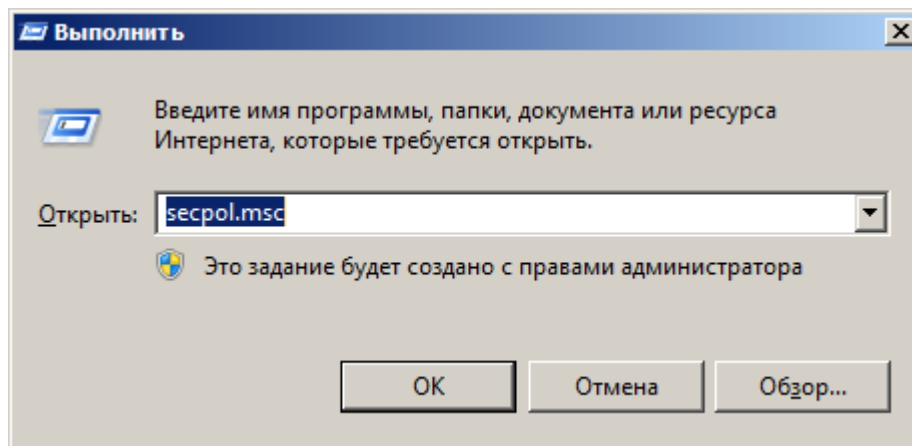 Выполнить
Введите имя программы, папки, документа или ресурса
Интернета, которые требуется открыть.
Открыть: secpol.msc
Это задание будет создано с правами администратора
ОК Отмена Обзор...